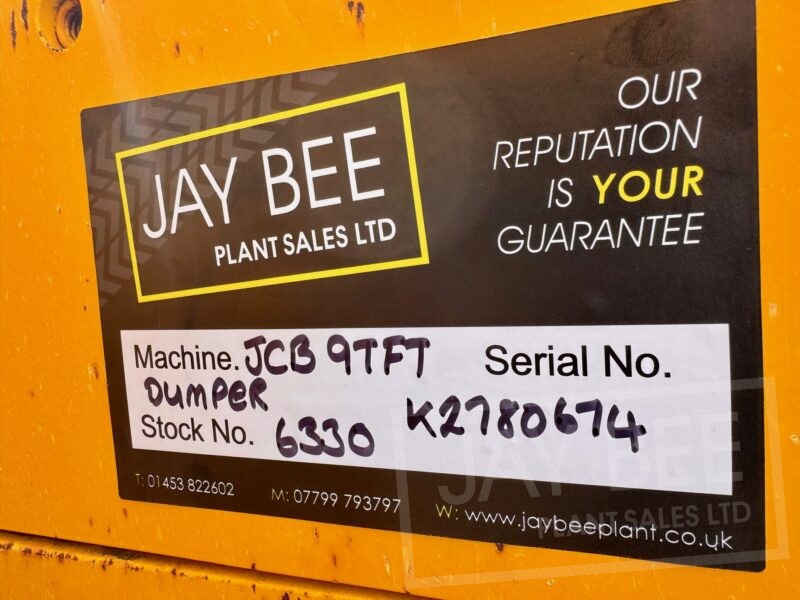 JAY BEE
PLANT SALES LTD
OUR
REPUTATION
IS YOUR
GUARANTEE
Machine. JCB 9TFT
DUMPER
Serial No.
K2780674
Stock No. 6330
T: 01453 822602
M: 07799 793797
W: www.jaybeeplant.co.uk
JAY BEE
PLANT SALES LTD